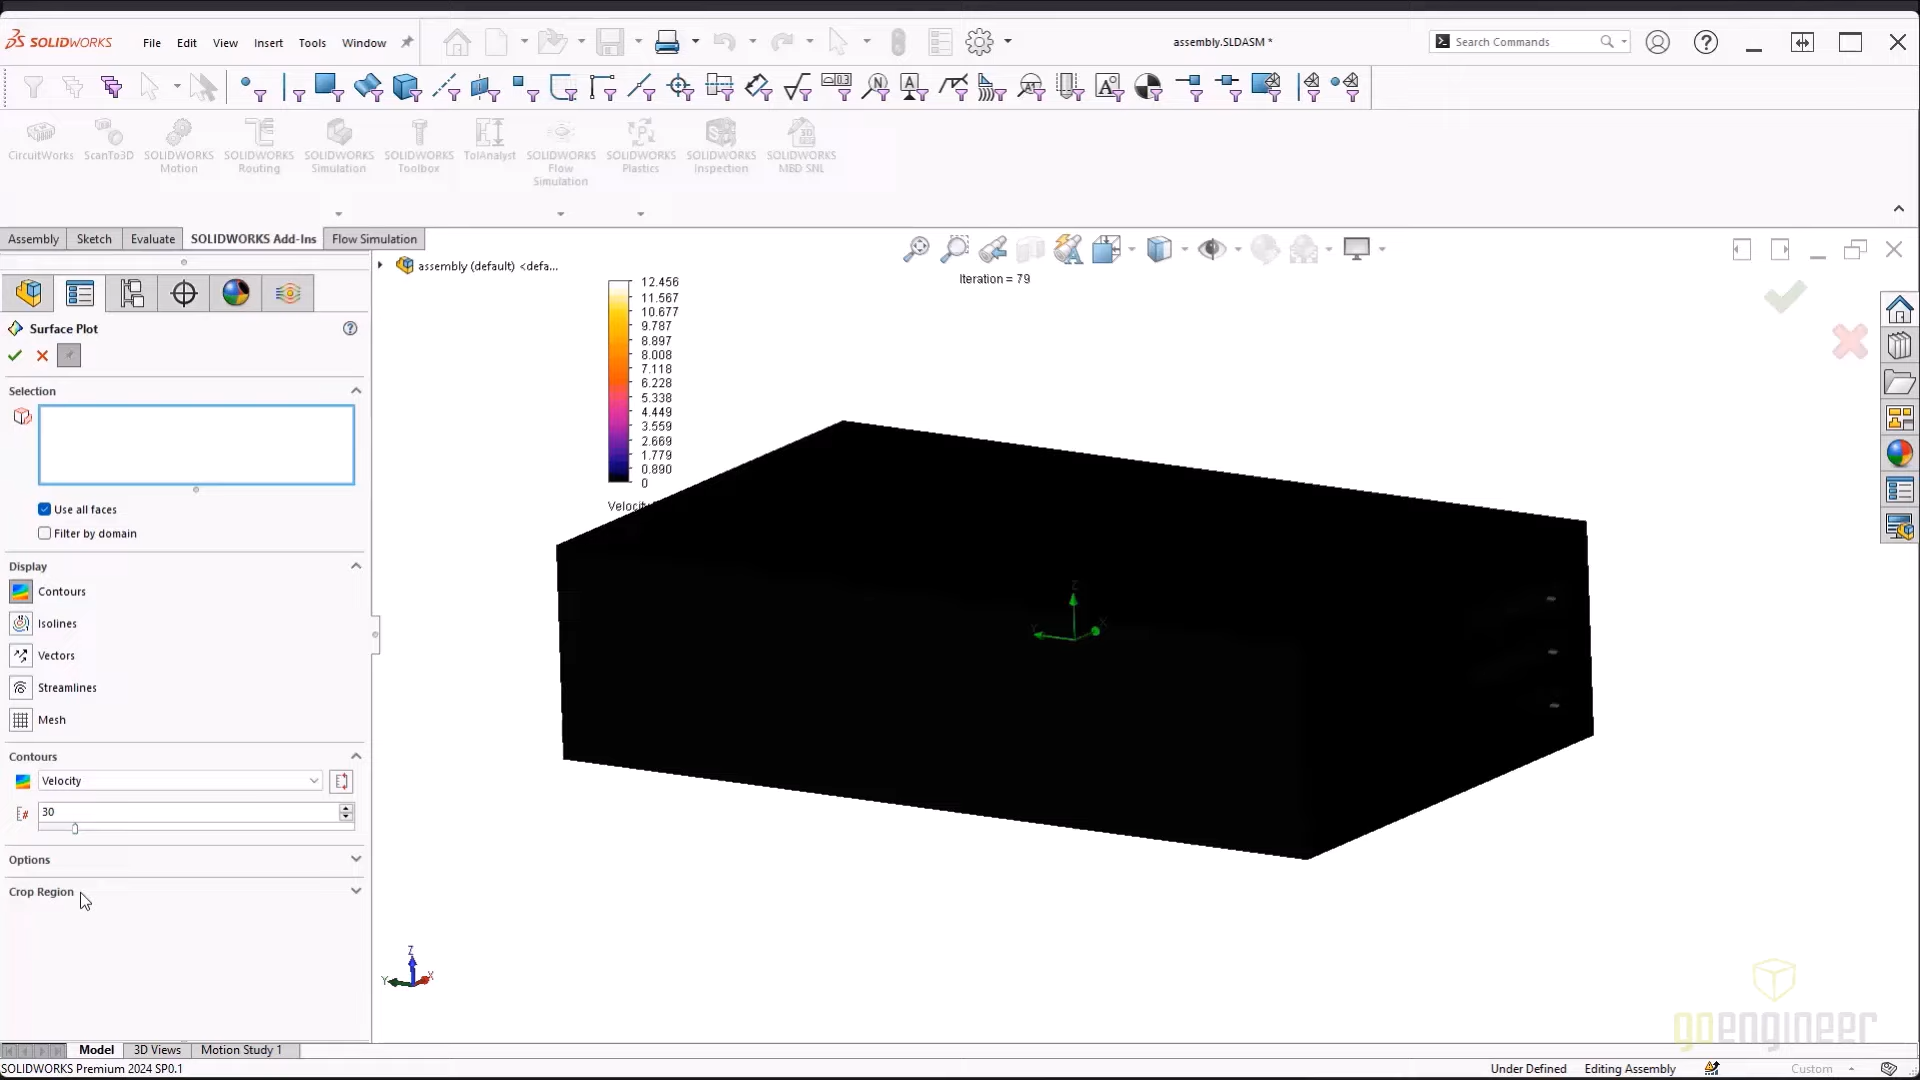 SOLIDWORKS File Edit View Insert Tools Window assembly.SLDASM * Search Commands
CircuitWorks ScanTo3D SOLIDWORKS Motion SOLIDWORKS Routing SOLIDWORKS Simulation SOLIDWORKS Toolbox TolAnalyst SOLIDWORKS Flow Simulation SOLIDWORKS Plastics SOLIDWORKS Inspection SOLIDWORKS MBD SNL
Assembly Sketch Evaluate SOLIDWORKS Add-Ins Flow Simulation
assembly (default) <defa...
Iteration = 79
12.456
11.567
10.677
9.787
8.897
8.008
7.118
6.228
5.338
4.449
3.559
2.669
1.779
0.890
0
Surface Plot
Selection
Use all faces
Filter by domain
Display
Contours
Isolines
Vectors
Streamlines
Mesh
Contours
Velocity
30
Options
Crop Region
Z
Y X
goengineer
Model 3D Views Motion Study 1
SOLIDWORKS Premium 2024 SP0.1 Under Defined Editing Assembly Custom